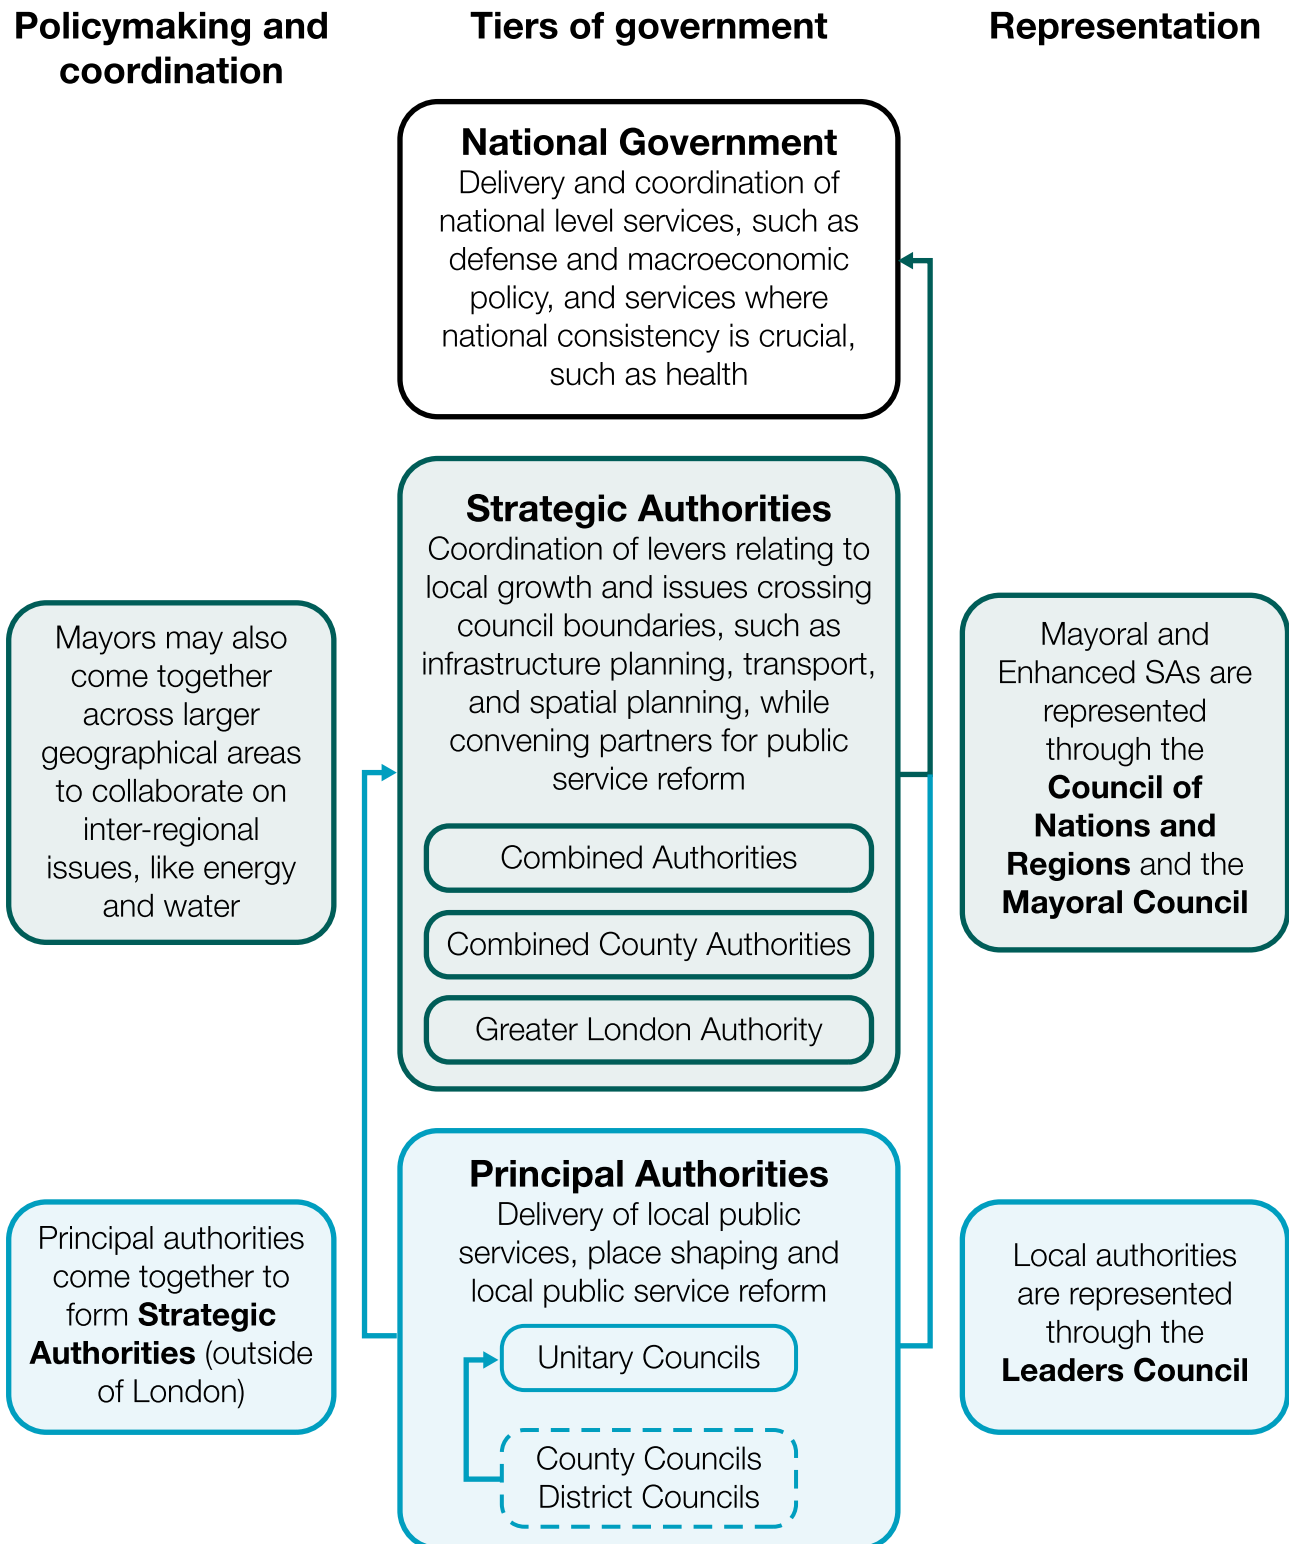 Policymaking and
coordination
Tiers of government
Representation
National Government
Delivery and coordination of
national level services, such as
defense and macroeconomic
policy, and services where
national consistency is crucial,
such as health
Strategic Authorities
Coordination of levers relating to
local growth and issues crossing
council boundaries, such as
infrastructure planning, transport,
and spatial planning, while
convening partners for public
service reform
Combined Authorities
Combined County Authorities
Greater London Authority
Mayors may also
come together
across larger
geographical areas
to collaborate on
inter-regional
issues, like energy
and water
Mayoral and
Enhanced SAs are
represented
through the
Council of
Nations and
Regions and the
Mayoral Council
Principal Authorities
Delivery of local public
services, place shaping and
local public service reform
Unitary Councils
County Councils
District Councils
Principal authorities
come together to
form Strategic
Authorities (outside
of London)
Local authorities
are represented
through the
Leaders Council